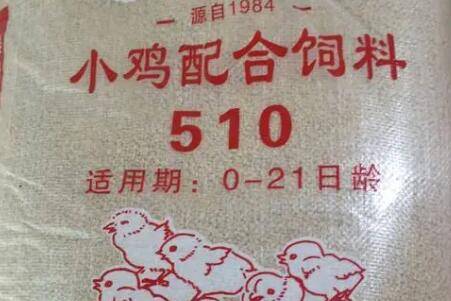 — 源自1984 —
小鸡配合饲料
510
适用期：0-21日龄